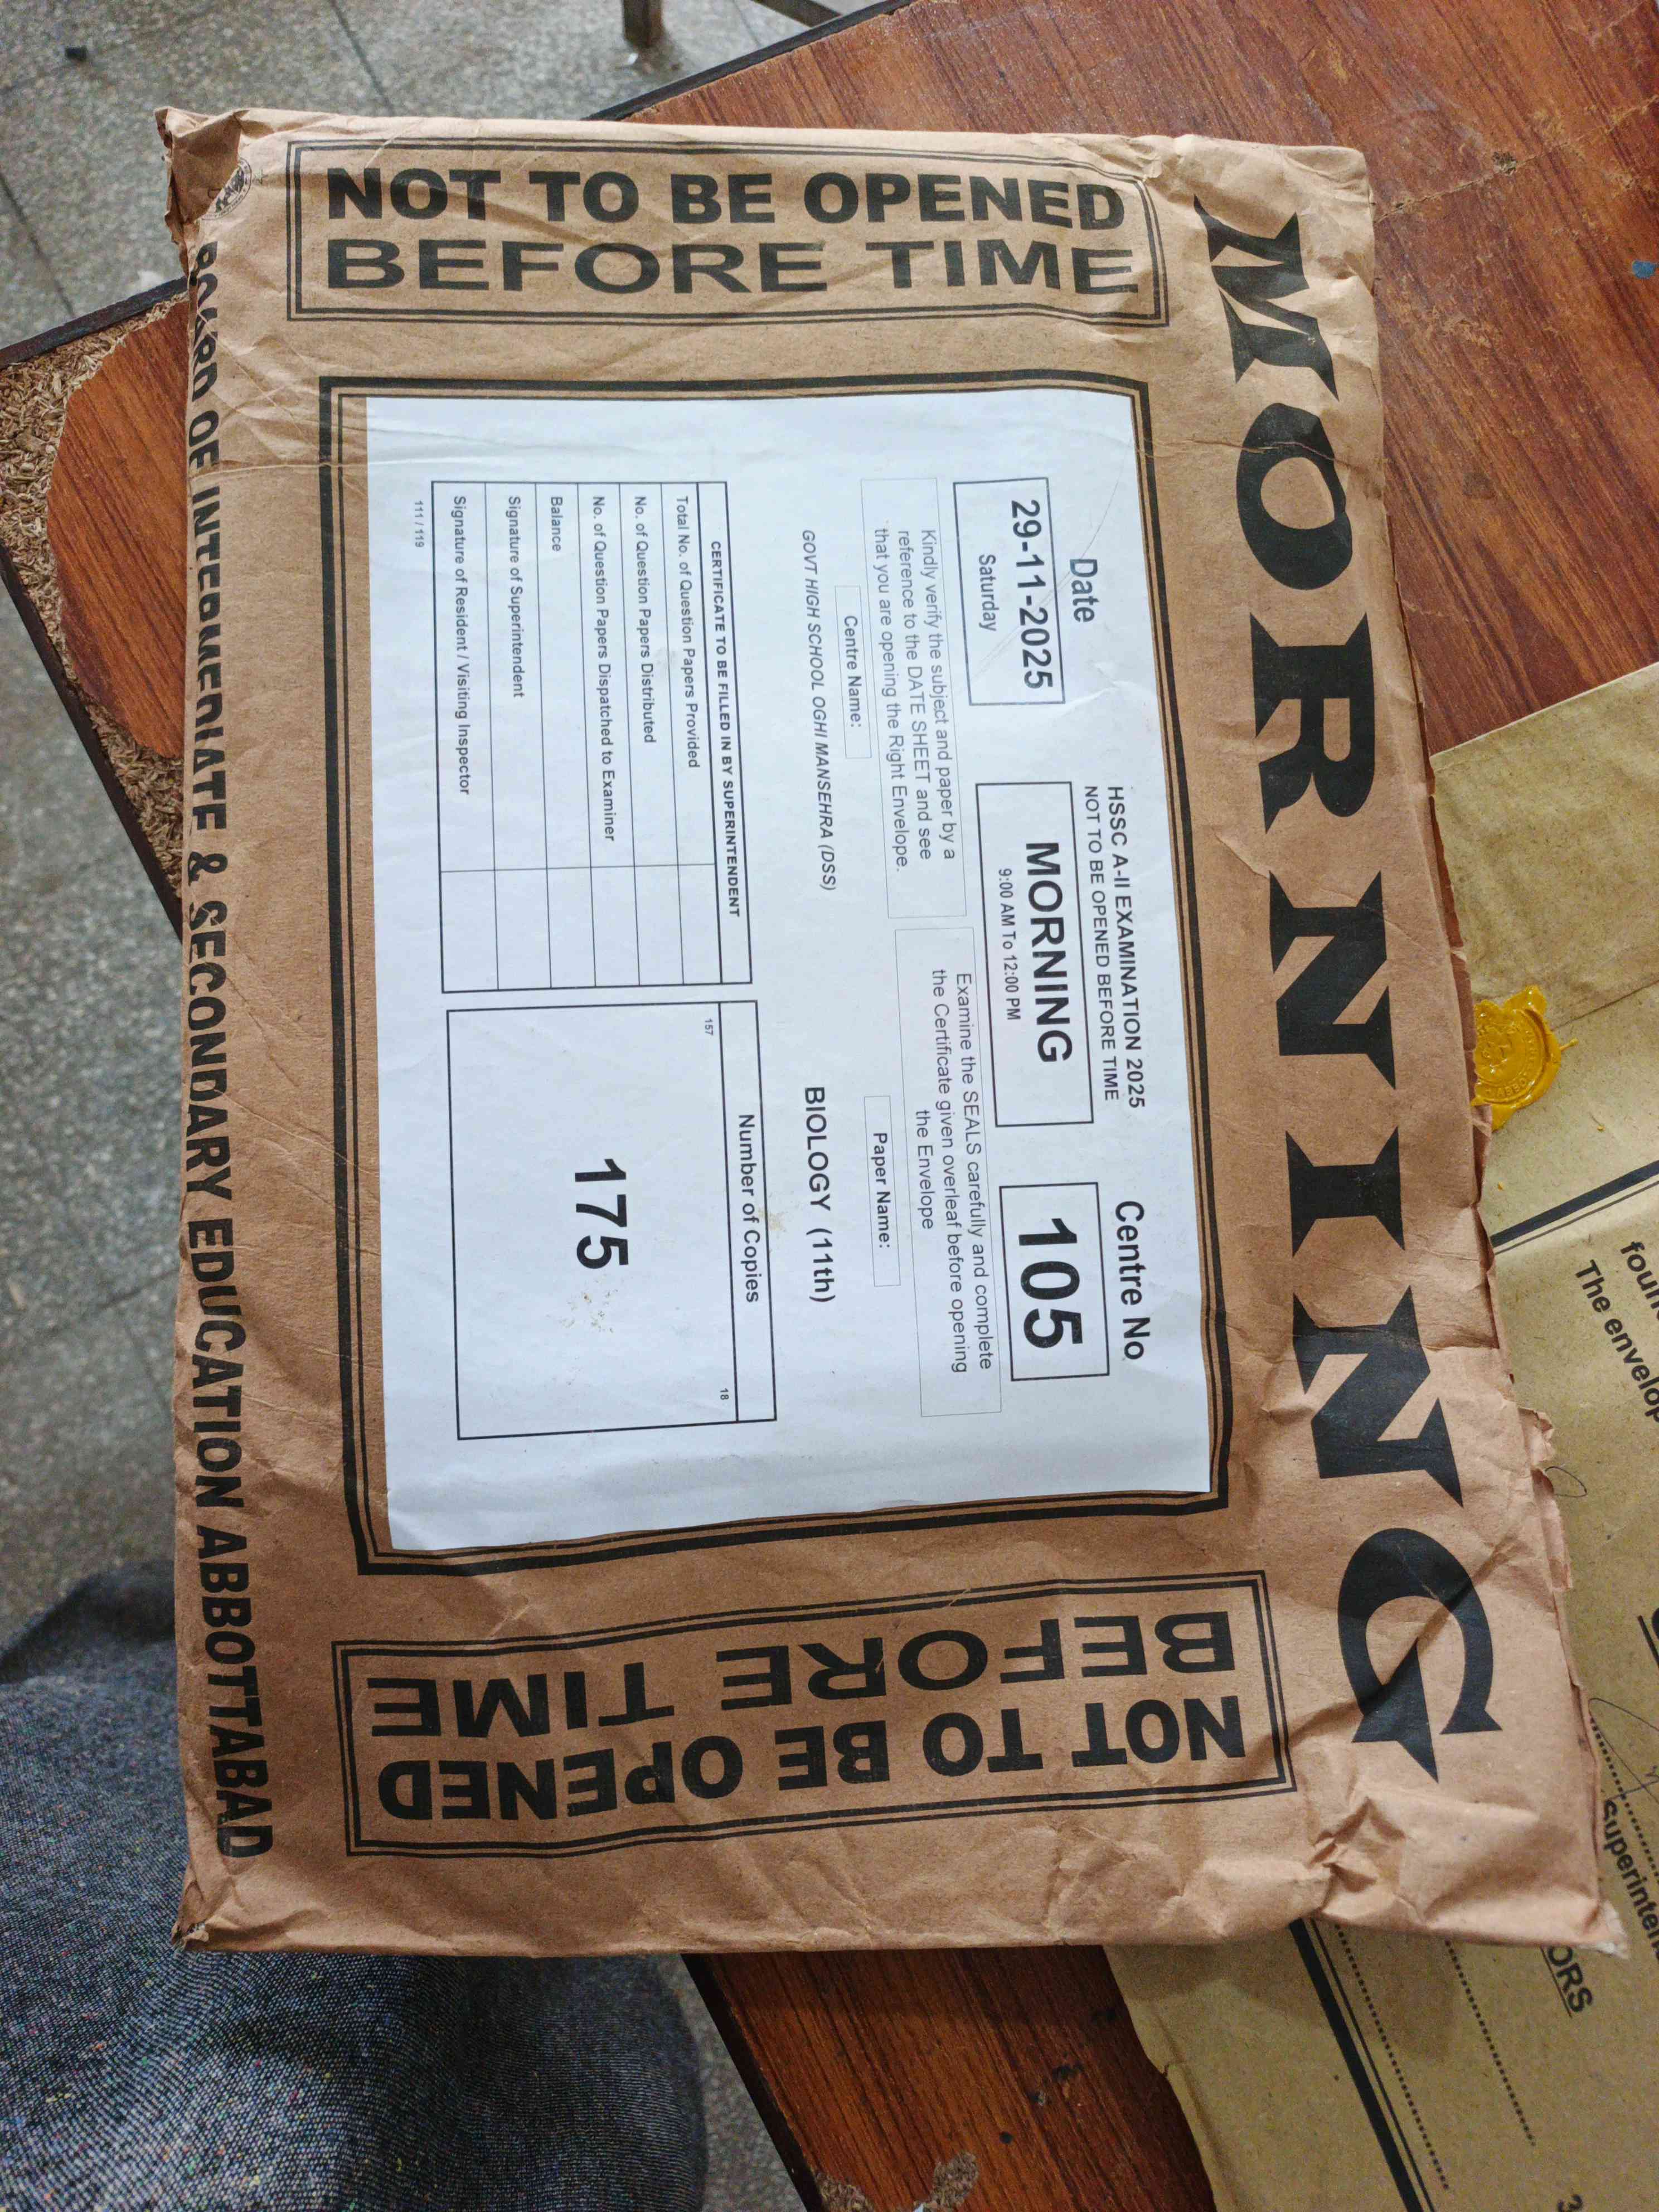 MORNING
NOT TO BE OPENED
BEFORE TIME
Date
29-11-2025
Saturday
HSSC A-II EXAMINATION 2025
NOT TO BE OPENED BEFORE TIME
MORNING
9:00 AM To 12:00 PM
Centre No
105
Kindly verify the subject and paper by a
reference to the DATE SHEET and see
that you are opening the Right Envelope.
Examine the SEALS carefully and complete
the Certificate given overleaf before opening
the Envelope
Centre Name:
GOVT HIGH SCHOOL OGHI MANSEHRA (DSS)
Paper Name:
BIOLOGY (11th)
CERTIFICATE TO BE FILLED IN BY SUPERINTENDENT
Total No. of Question Papers Provided
No. of Question Papers Distributed
No. of Question Papers Dispatched to Examiner
Balance
Signature of Superintendent
Signature of Resident / Visiting Inspector
111 / 119
Number of Copies
157
18
175
NOT TO BE OPENED
BEFORE TIME
BOARD OF INTERMEDIATE & SECONDARY EDUCATION ABBOTTABAD
The